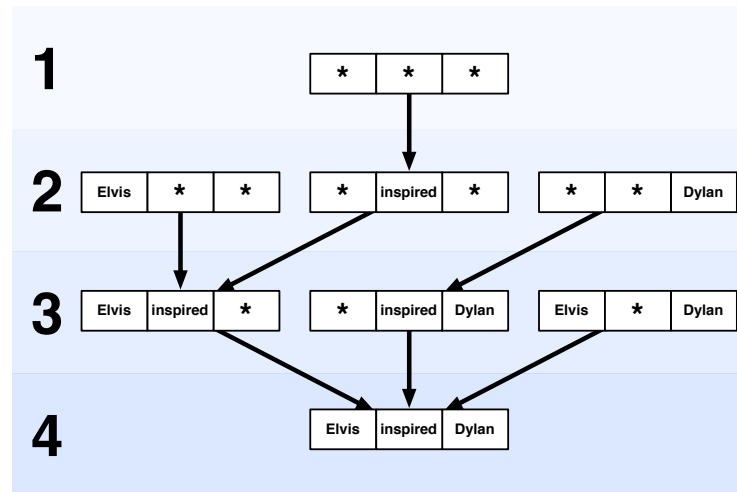 1 * * *
2 Elvis * * * inspired * * * Dylan
3 Elvis inspired * * inspired Dylan Elvis * Dylan
4 Elvis inspired Dylan